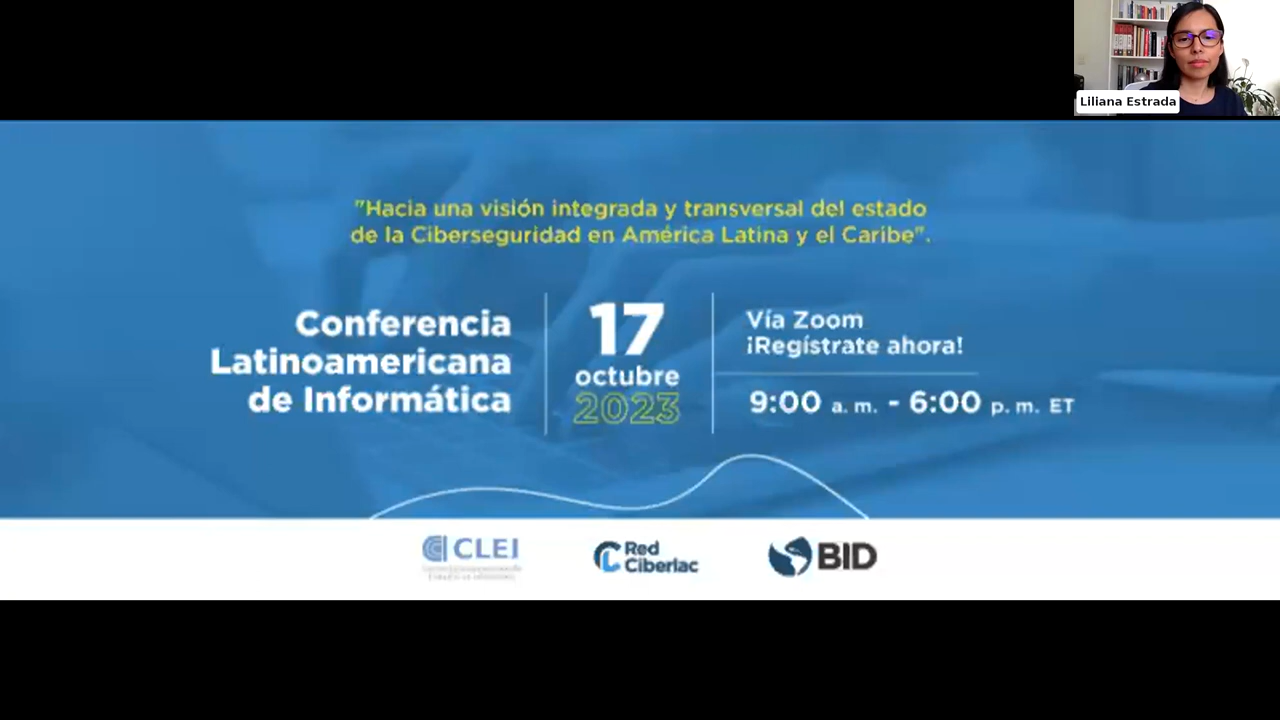 Liliana Estrada
"Hacia una visión integrada y transversal del estado
de la Ciberseguridad en América Latina y el Caribe".
Conferencia
Latinoamericana
de Informática
17
octubre
2023
Vía Zoom
¡Regístrate ahora!
9:00 a. m. - 6:00 p. m. ET
CLEI
Red
Ciberlac
BID